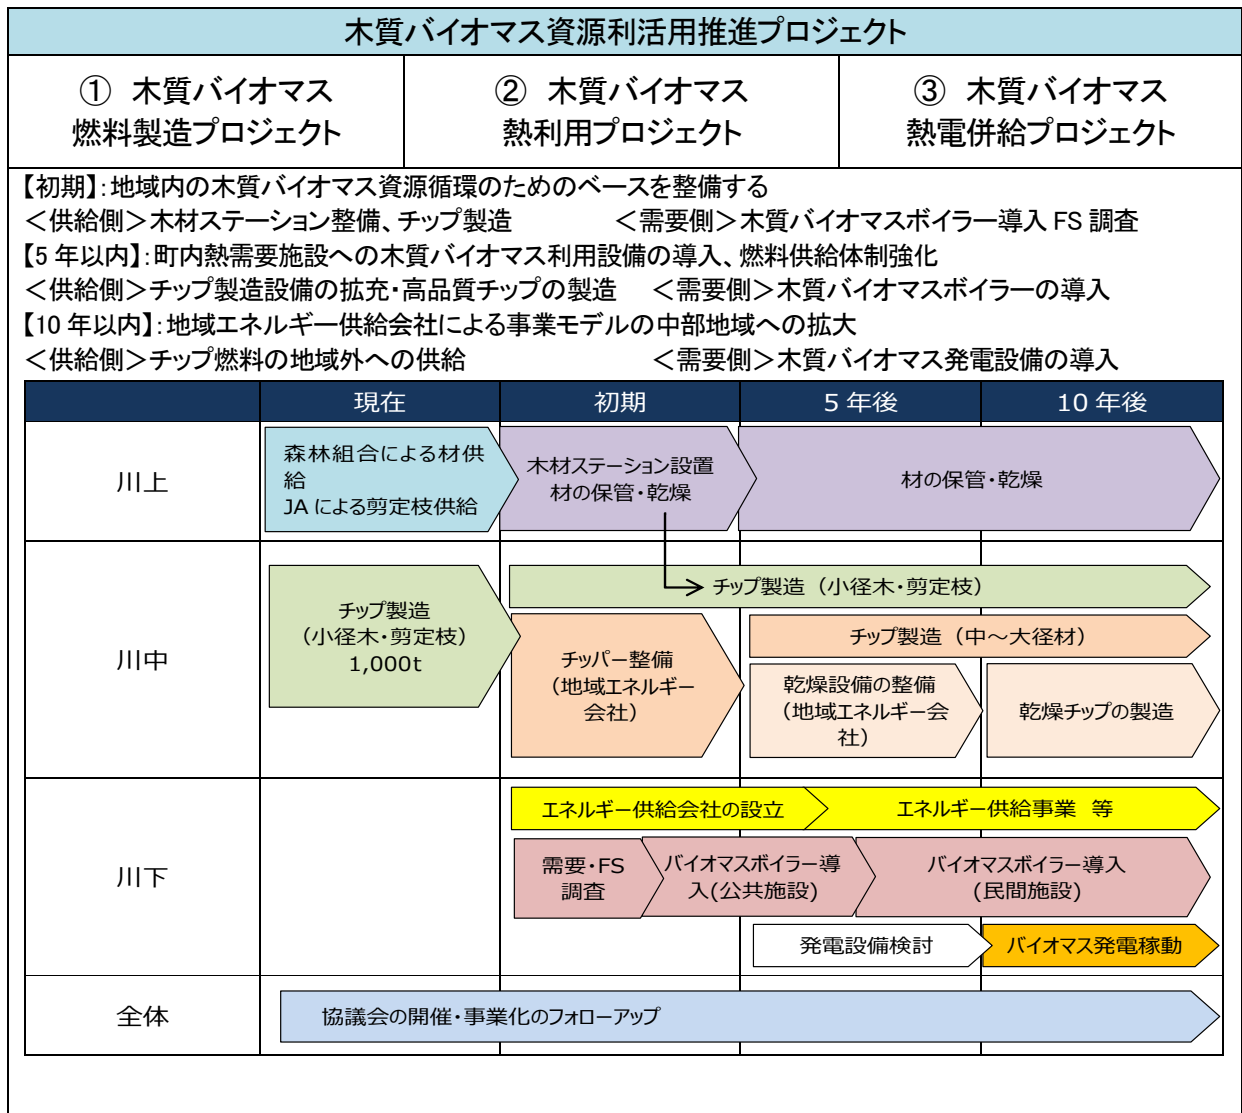 木質バイオマス資源利活用推進プロジェクト
① 木質バイオマス
燃料製造プロジェクト
② 木質バイオマス
熱利用プロジェクト
③ 木質バイオマス
熱電併給プロジェクト
【初期】：地域内の木質バイオマス資源循環のためのベースを整備する
＜供給側＞木材ステーション整備、チップ製造 ＜需要側＞木質バイオマスボイラー導入 FS 調査
【5 年以内】：町内熱需要施設への木質バイオマス利用設備の導入、燃料供給体制強化
＜供給側＞チップ製造設備の拡充・高品質チップの製造 ＜需要側＞木質バイオマスボイラーの導入
【10 年以内】：地域エネルギー供給会社による事業モデルの中部地域への拡大
＜供給側＞チップ燃料の地域外への供給 ＜需要側＞木質バイオマス発電設備の導入
現在 初期 5 年後 10 年後
川上
森林組合による材供
給
JA による剪定枝供給
木材ステーション設置
材の保管・乾燥
材の保管・乾燥
川中
チップ製造
（小径木・剪定枝）
1,000t
チップ製造（小径木・剪定枝）
チッパー整備
（地域エネルギー
会社）
チップ製造（中～大径材）
乾燥設備の整備
（地域エネルギー会
社）
乾燥チップの製造
川下
エネルギー供給会社の設立
エネルギー供給事業 等
需要・FS
調査
バイオマスボイラー導
入(公共施設)
バイオマスボイラー導入
(民間施設)
発電設備検討
バイオマス発電稼動
全体
協議会の開催・事業化のフォローアップ